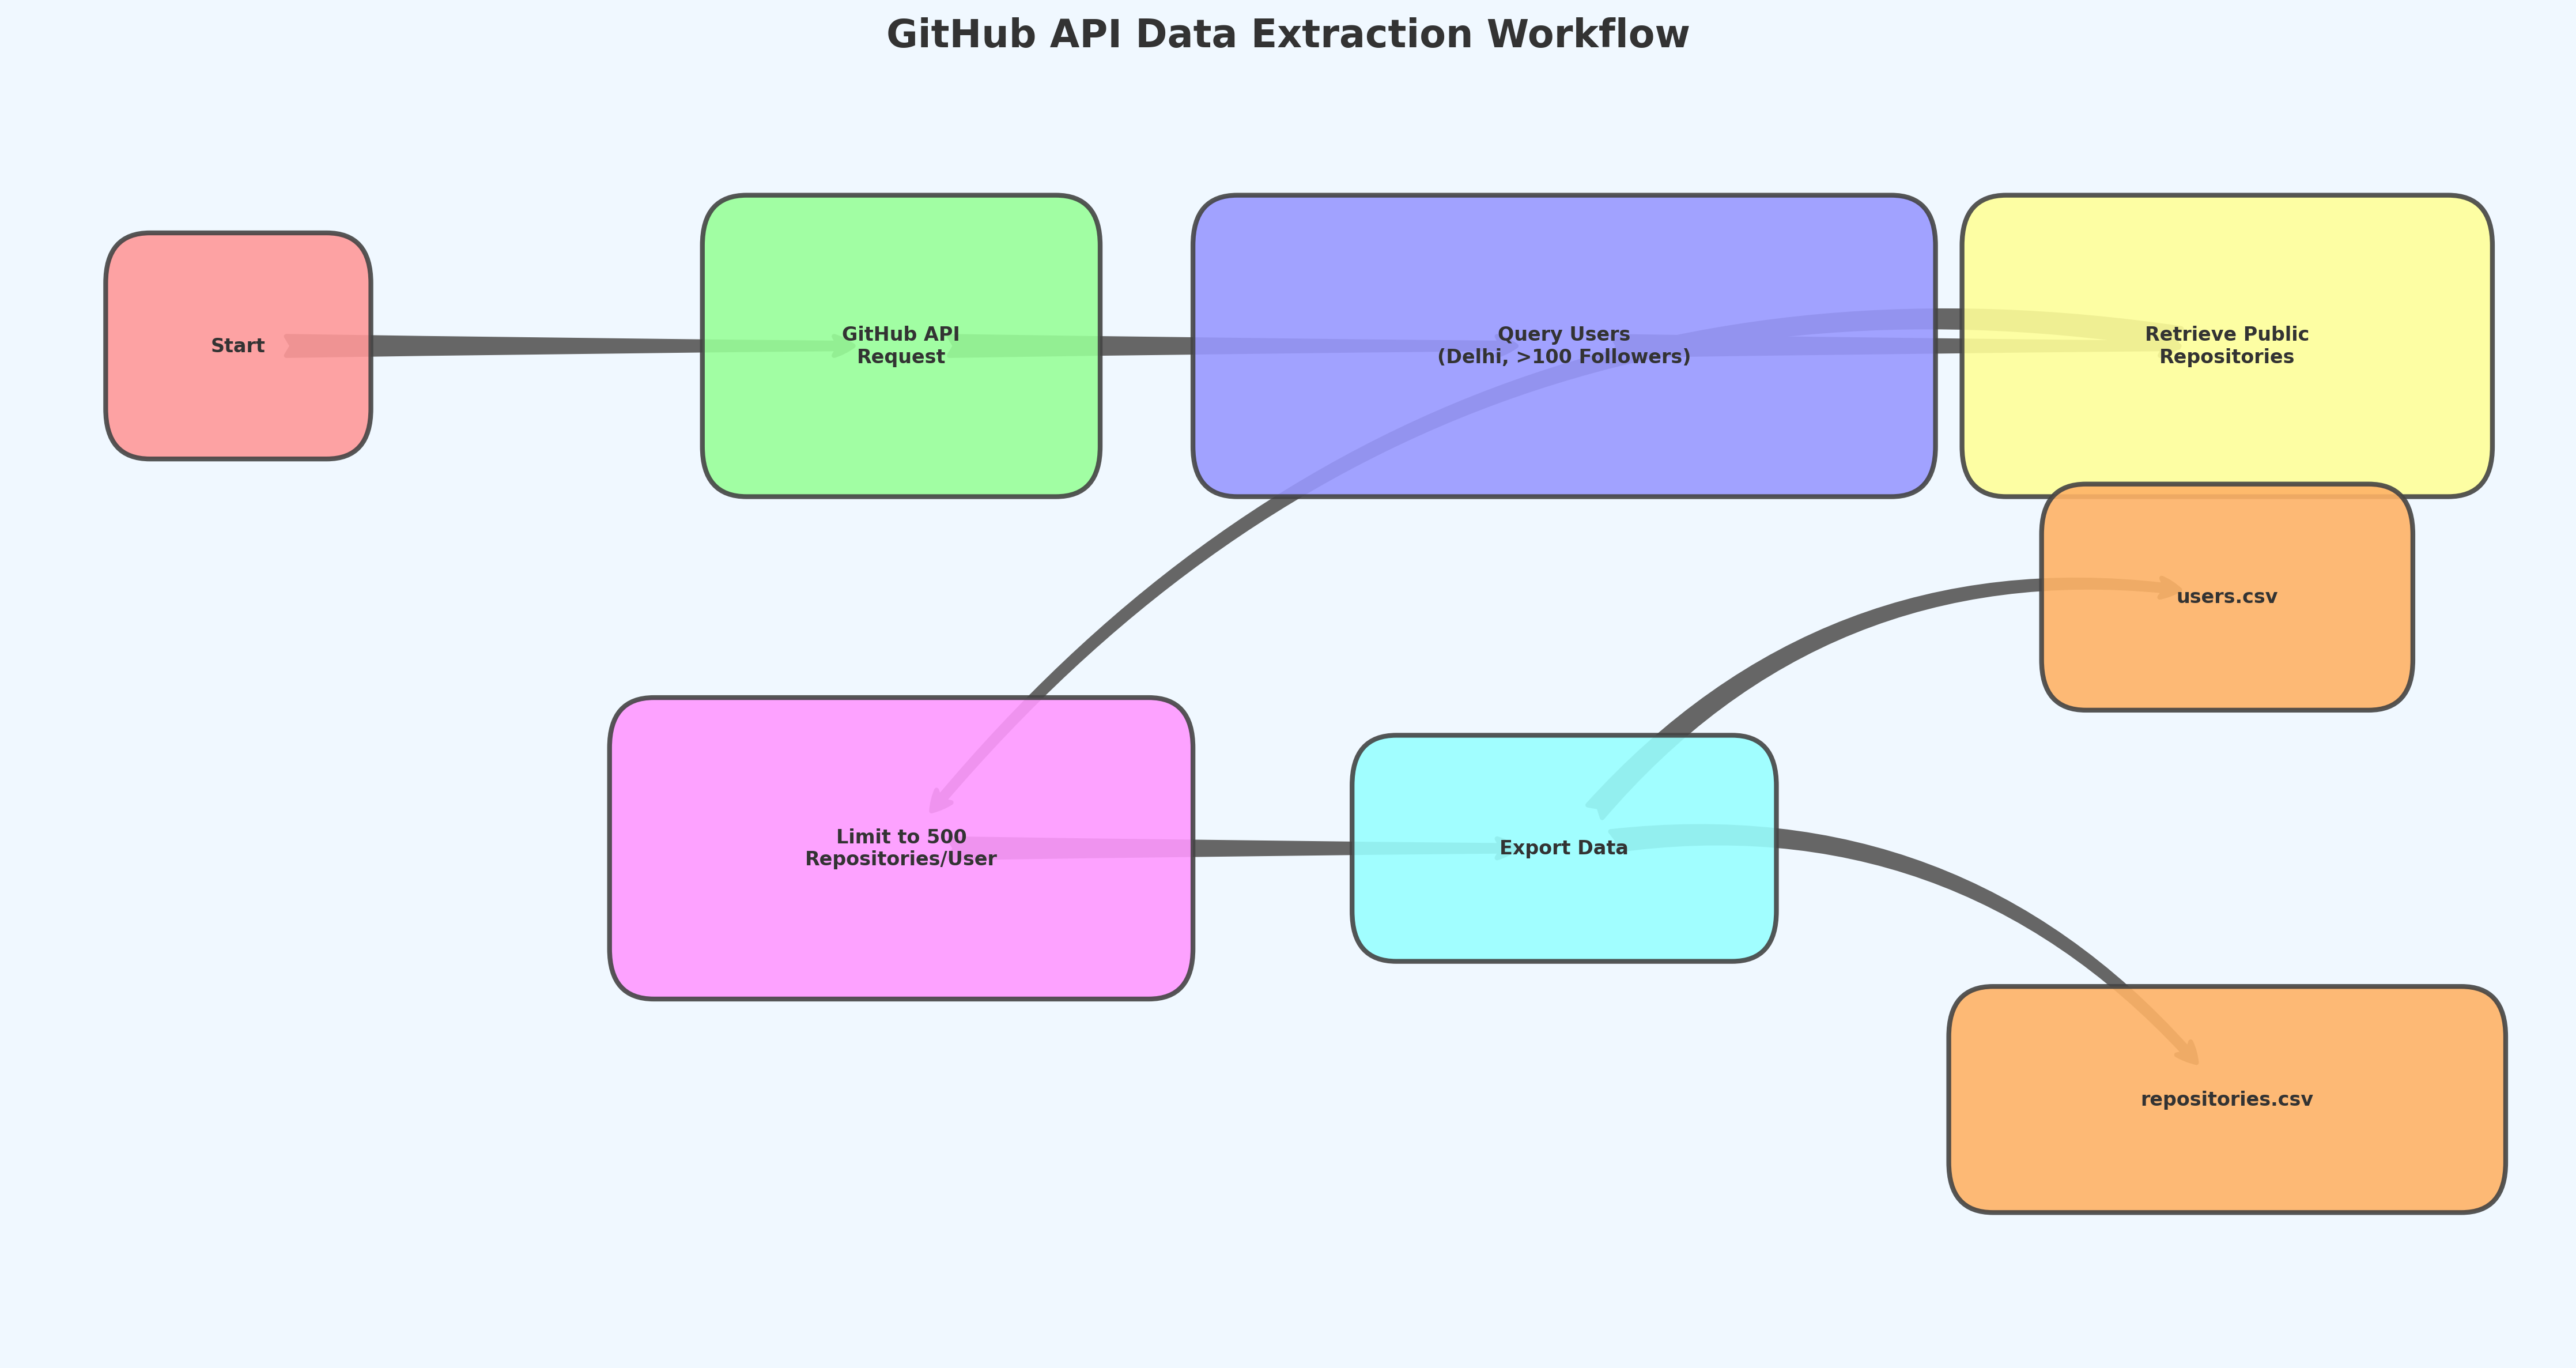 GitHub API Data Extraction Workflow
Start
GitHub API
Request
Query Users
(Delhi, >100 Followers)
Retrieve Public
Repositories
users.csv
Limit to 500
Repositories/User
Export Data
repositories.csv